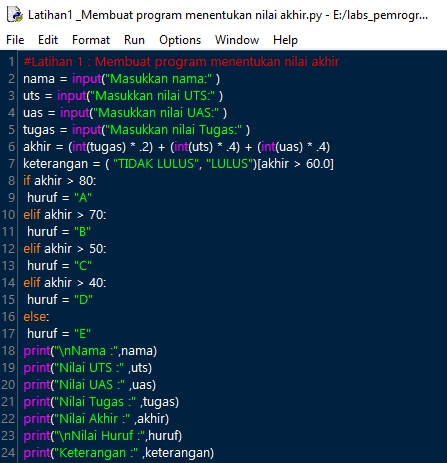 Latihan1 _Membuat program menentukan nilai akhir.py - E:/labs_pemrogr...
File Edit Format Run Options Window Help
1 #Latihan 1 : Membuat program menentukan nilai akhir
2 nama = input("Masukkan nama:" )
3 uts = input("Masukkan nilai UTS:" )
4 uas = input("Masukkan nilai UAS:" )
5 tugas = input("Masukkan nilai Tugas:" )
6 akhir = (int(tugas) * .2) + (int(uts) * .4) + (int(uas) * .4)
7 keterangan = ( "TIDAK LULUS", "LULUS")[akhir > 60.0]
8 if akhir > 80:
9  huruf = "A"
10 elif akhir > 70:
11  huruf = "B"
12 elif akhir > 50:
13  huruf = "C"
14 elif akhir > 40:
15  huruf = "D"
16 else:
17  huruf = "E"
18 print("\nNama :",nama)
19 print("Nilai UTS :" ,uts)
20 print("Nilai UAS :" ,uas)
21 print("Nilai Tugas :" ,tugas)
22 print("Nilai Akhir :" ,akhir)
23 print("\nNilai Huruf :",huruf)
24 print("Keterangan :" ,keterangan)